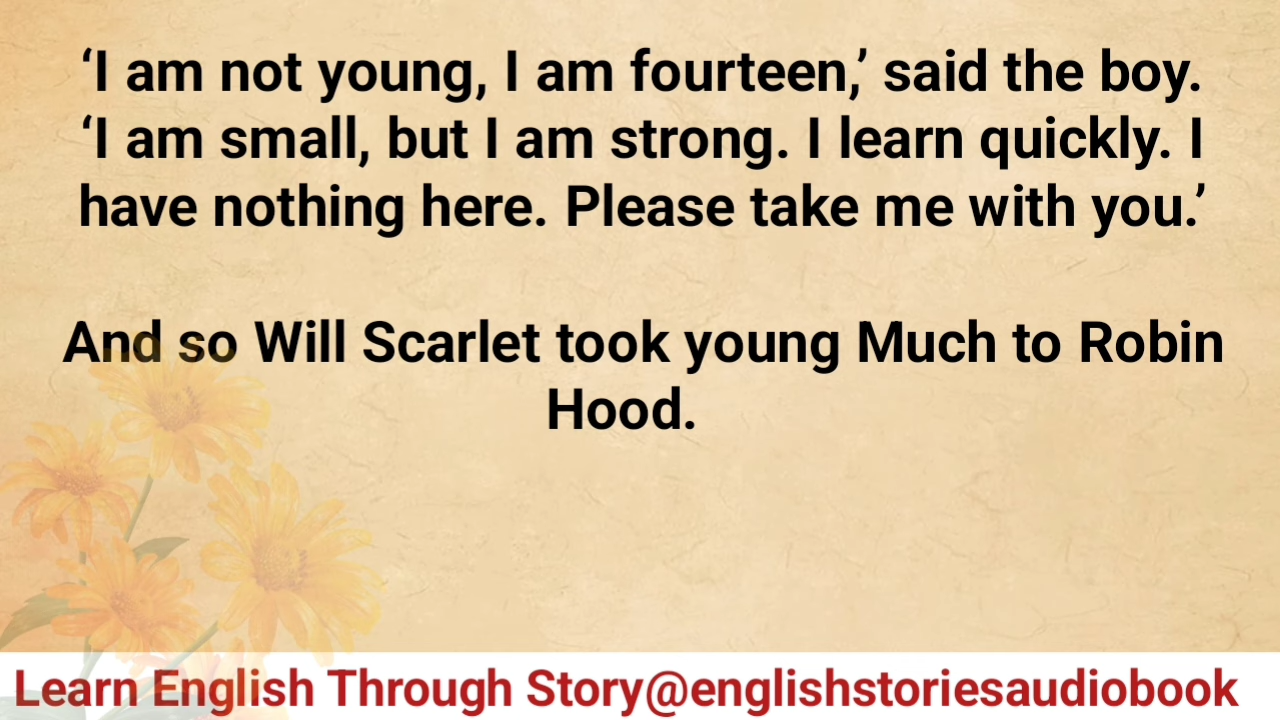 ‘I am not young, I am fourteen,’ said the boy.
‘I am small, but I am strong. I learn quickly. I
have nothing here. Please take me with you.’
And so Will Scarlet took young Much to Robin
Hood.
Learn English Through Story@englishstoriesaudiobook